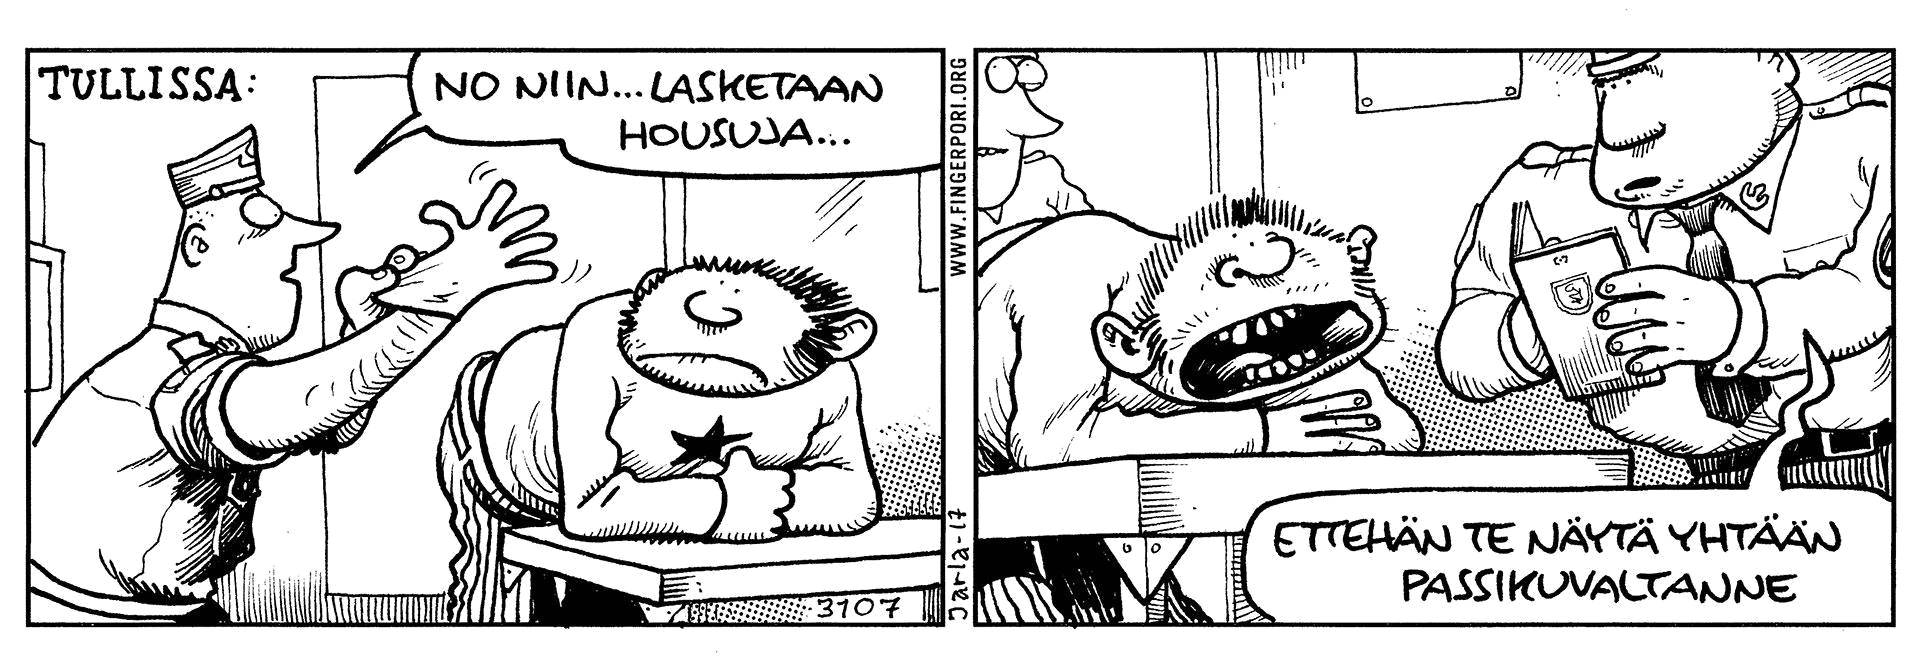 TULLISSA:
NO NIIN... LASKETAAN
HOUSUJA...
3107
Jarla-17
WWW.FINGERPORI.ORG
ETTEHÄN TE NÄYTÄ YHTÄÄN
PASSIKUVALTANNE